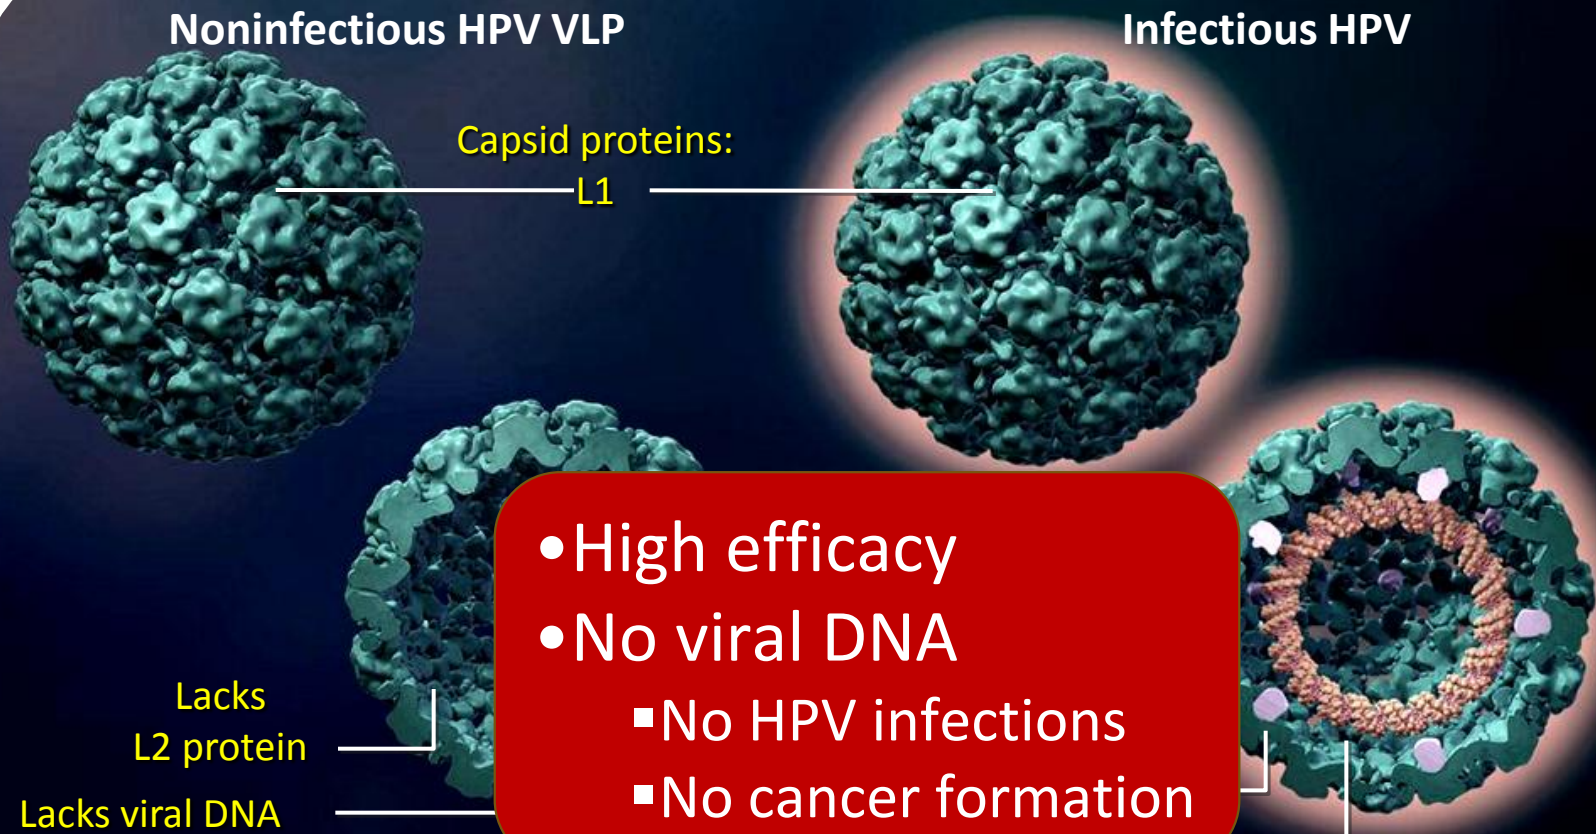 Noninfectious HPV VLP
Infectious HPV
Capsid proteins:
L1
•High efficacy
•No viral DNA
▪No HPV infections
▪No cancer formation
Lacks
L2 protein
Lacks viral DNA